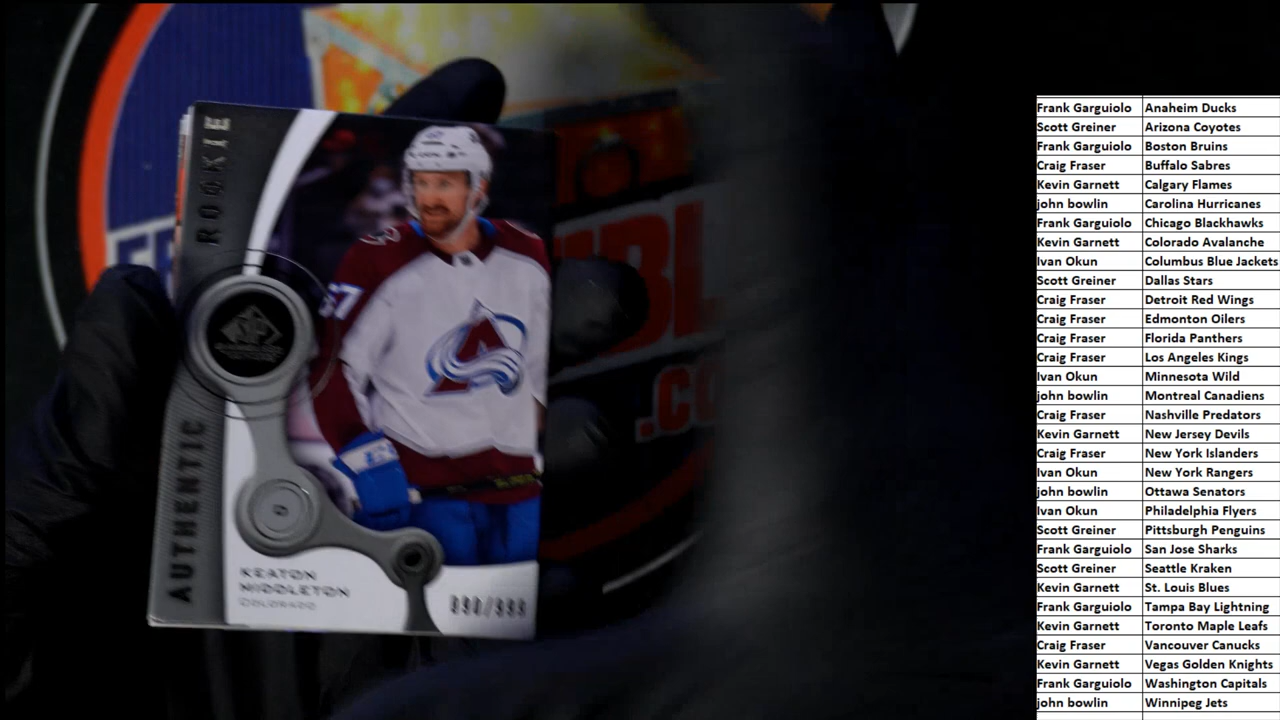 ROOKIE
AUTHENTIC
KEATON
MIDDLETON
COLORADO
Frank Garguiolo Anaheim Ducks
Scott Greiner Arizona Coyotes
Frank Garguiolo Boston Bruins
Craig Fraser Buffalo Sabres
Kevin Garnett Calgary Flames
john bowlin Carolina Hurricanes
Frank Garguiolo Chicago Blackhawks
Kevin Garnett Colorado Avalanche
Ivan Okun Columbus Blue Jackets
Scott Greiner Dallas Stars
Craig Fraser Detroit Red Wings
Craig Fraser Edmonton Oilers
Craig Fraser Florida Panthers
Craig Fraser Los Angeles Kings
Ivan Okun Minnesota Wild
john bowlin Montreal Canadiens
Craig Fraser Nashville Predators
Kevin Garnett New Jersey Devils
Craig Fraser New York Islanders
Ivan Okun New York Rangers
john bowlin Ottawa Senators
Ivan Okun Philadelphia Flyers
Scott Greiner Pittsburgh Penguins
Frank Garguiolo San Jose Sharks
Scott Greiner Seattle Kraken
Kevin Garnett St. Louis Blues
Frank Garguiolo Tampa Bay Lightning
Kevin Garnett Toronto Maple Leafs
Craig Fraser Vancouver Canucks
Kevin Garnett Vegas Golden Knights
Frank Garguiolo Washington Capitals
john bowlin Winnipeg Jets